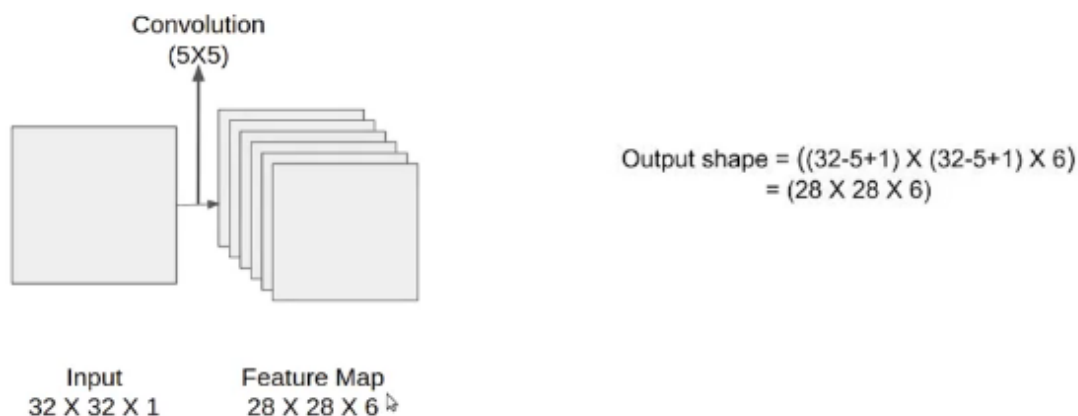 Convolution
(5X5)
Output shape = ((32-5+1) X (32-5+1) X 6)
= (28 X 28 X 6)
Input
32 X 32 X 1
Feature Map
28 X 28 X 6